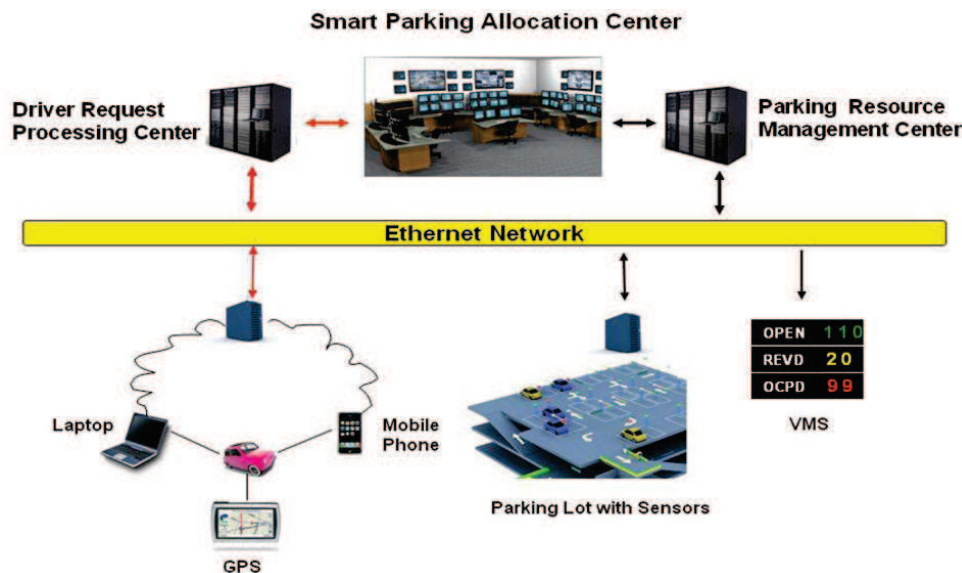 Smart Parking Allocation Center
Driver Request
Processing Center
Parking Resource
Management Center
Ethernet Network
OPEN 110
REVD 20
OCPD 99
VMS
Laptop
Mobile
Phone
Parking Lot with Sensors
GPS